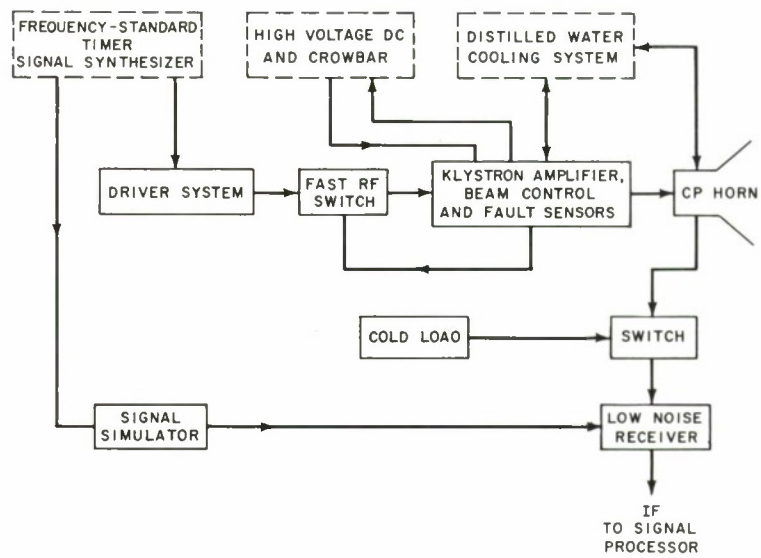 FREQUENCY-STANDARD
TIMER
SIGNAL SYNTHESIZER
HIGH VOLTAGE DC
AND CROWBAR
DISTILLED WATER
COOLING SYSTEM
DRIVER SYSTEM
FAST RF
SWITCH
KLYSTRON AMPLIFIER,
BEAM CONTROL
AND FAULT SENSORS
CP HORN
COLD LOAD
SWITCH
SIGNAL
SIMULATOR
LOW NOISE
RECEIVER
IF
TO SIGNAL
PROCESSOR